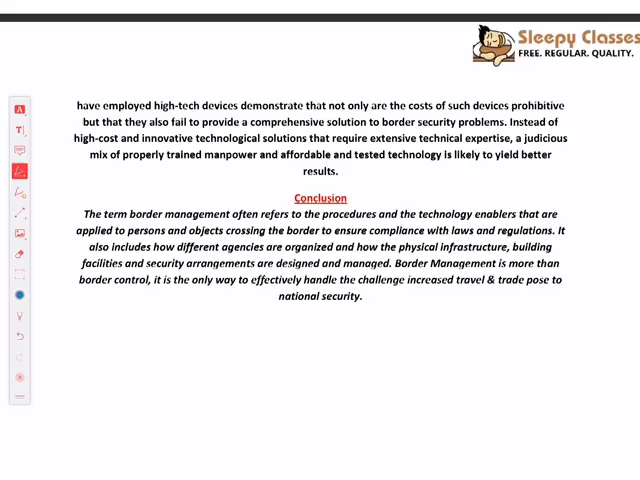 Sleepy Classes
FREE. REGULAR. QUALITY.
have employed high-tech devices demonstrate that not only are the costs of such devices prohibitive
but that they also fail to provide a comprehensive solution to border security problems. Instead of
high-cost and innovative technological solutions that require extensive technical expertise, a judicious
mix of properly trained manpower and affordable and tested technology is likely to yield better
results.
Conclusion
The term border management often refers to the procedures and the technology enablers that are
applied to persons and objects crossing the border to ensure compliance with laws and regulations. It
also includes how different agencies are organized and how the physical infrastructure, building
facilities and security arrangements are designed and managed. Border Management is more than
border control, it is the only way to effectively handle the challenge increased travel & trade pose to
national security.